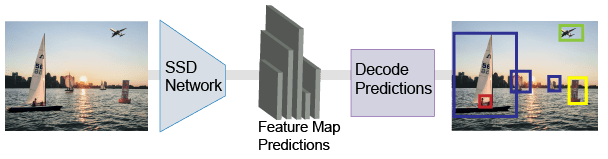 SSD
Network
Feature Map
Predictions
Decode
Predictions